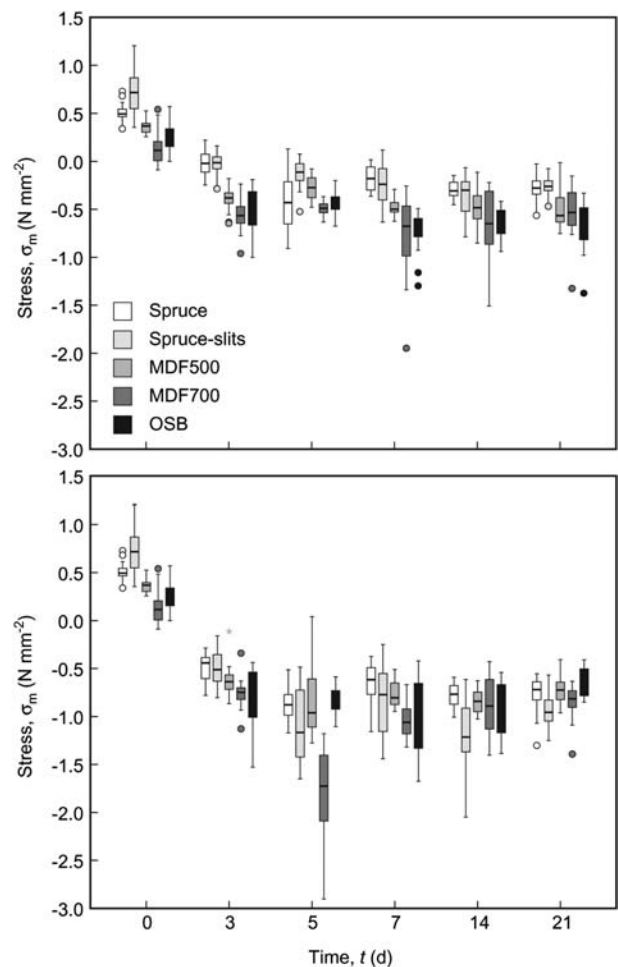 1.5
1.0
0.5
0.0
-0.5
-1.0
-1.5
-2.0
-2.5
-3.0
Stress, σm (N mm-2)
Spruce
Spruce-slits
MDF500
MDF700
OSB
1.5
1.0
0.5
0.0
-0.5
-1.0
-1.5
-2.0
-2.5
-3.0
Stress, σm (N mm-2)
0 3 5 7 14 21
Time, t (d)